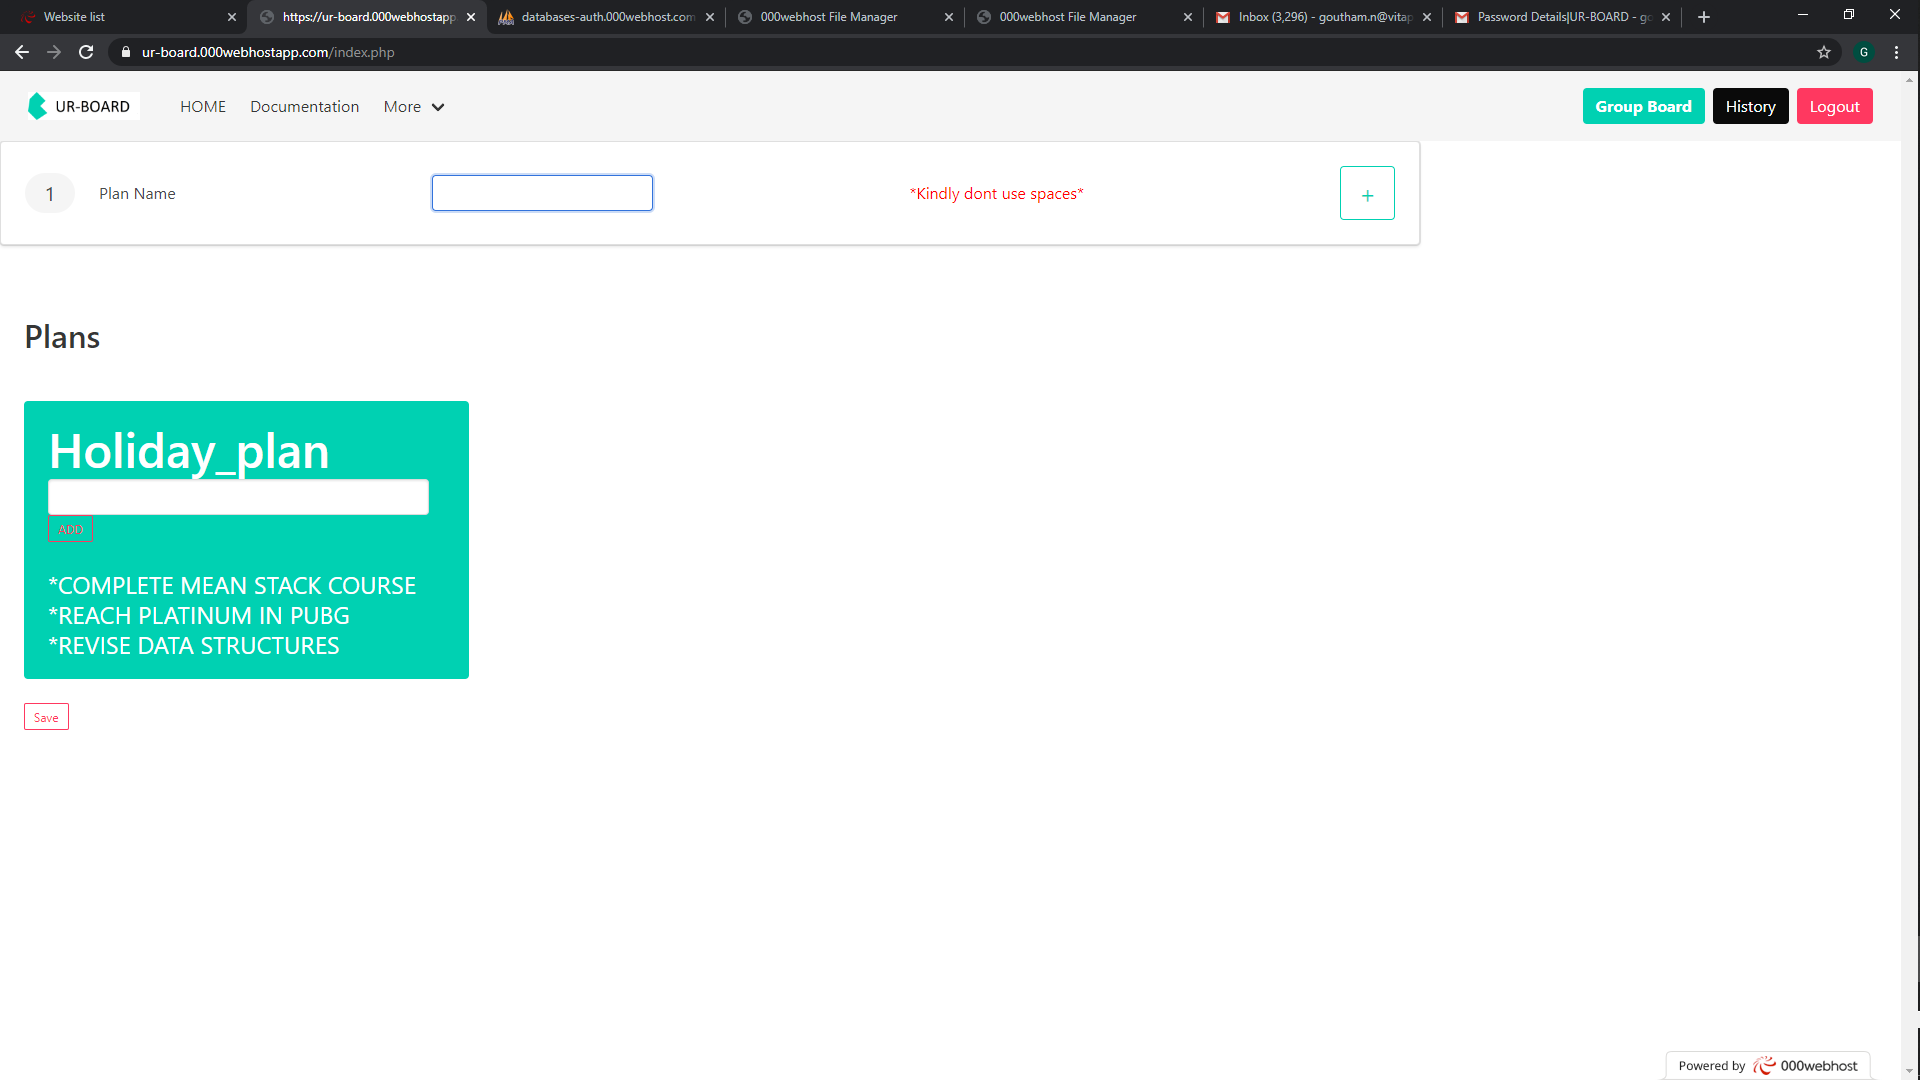 Website list
https://ur-board.000webhostapp
databases-auth.000webhost.com
000webhost File Manager
000webhost File Manager
Inbox (3,296) - goutham.n@vitap
Password Details|UR-BOARD - go
ur-board.000webhostapp.com/index.php
G
UR-BOARD
HOME
Documentation
More
Group Board
History
Logout
1
Plan Name
*Kindly dont use spaces*
+
Plans
Holiday_plan
ADD
*COMPLETE MEAN STACK COURSE
*REACH PLATINUM IN PUBG
*REVISE DATA STRUCTURES
Save
Powered by 000webhost